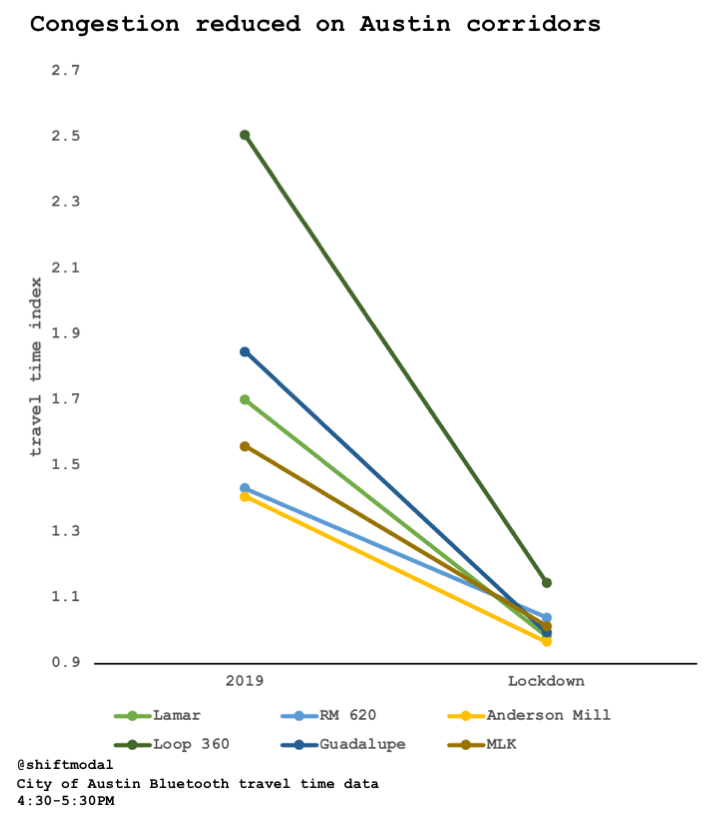 Congestion reduced on Austin corridors
2.7
2.5
2.3
2.1
1.9
1.7
1.5
1.3
1.1
0.9
travel time index
2019 Lockdown
Lamar RM 620 Anderson Mill
Loop 360 Guadalupe MLK
@shiftmodal
City of Austin Bluetooth travel time data
4:30-5:30PM